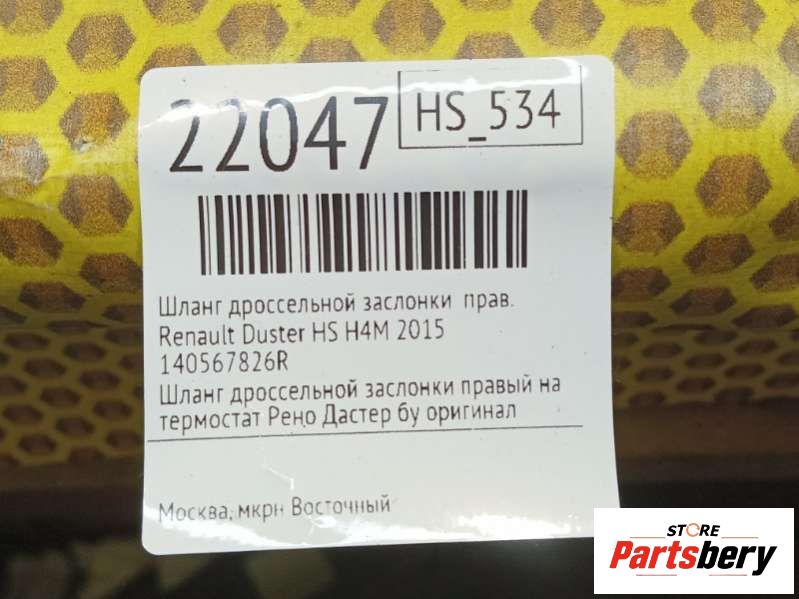 22047
HS_534
Шланг дроссельной заслонки прав.
Renault Duster HS H4M 2015
140567826R
Шланг дроссельной заслонки правый на
термостат Рено Дастер бу оригинал
Москва, мкрн Восточный
STORE
Partsbery